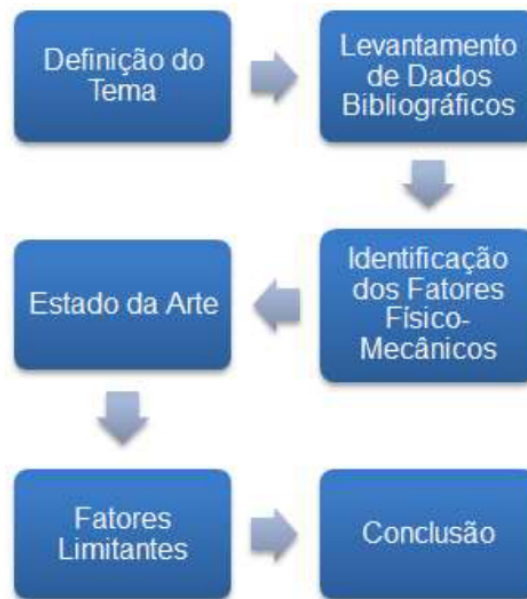 Definição do
Tema
Levantamento
de Dados
Bibliográficos
Identificação
dos Fatores
Físico-
Mecânicos
Estado da Arte
Fatores
Limitantes
Conclusão